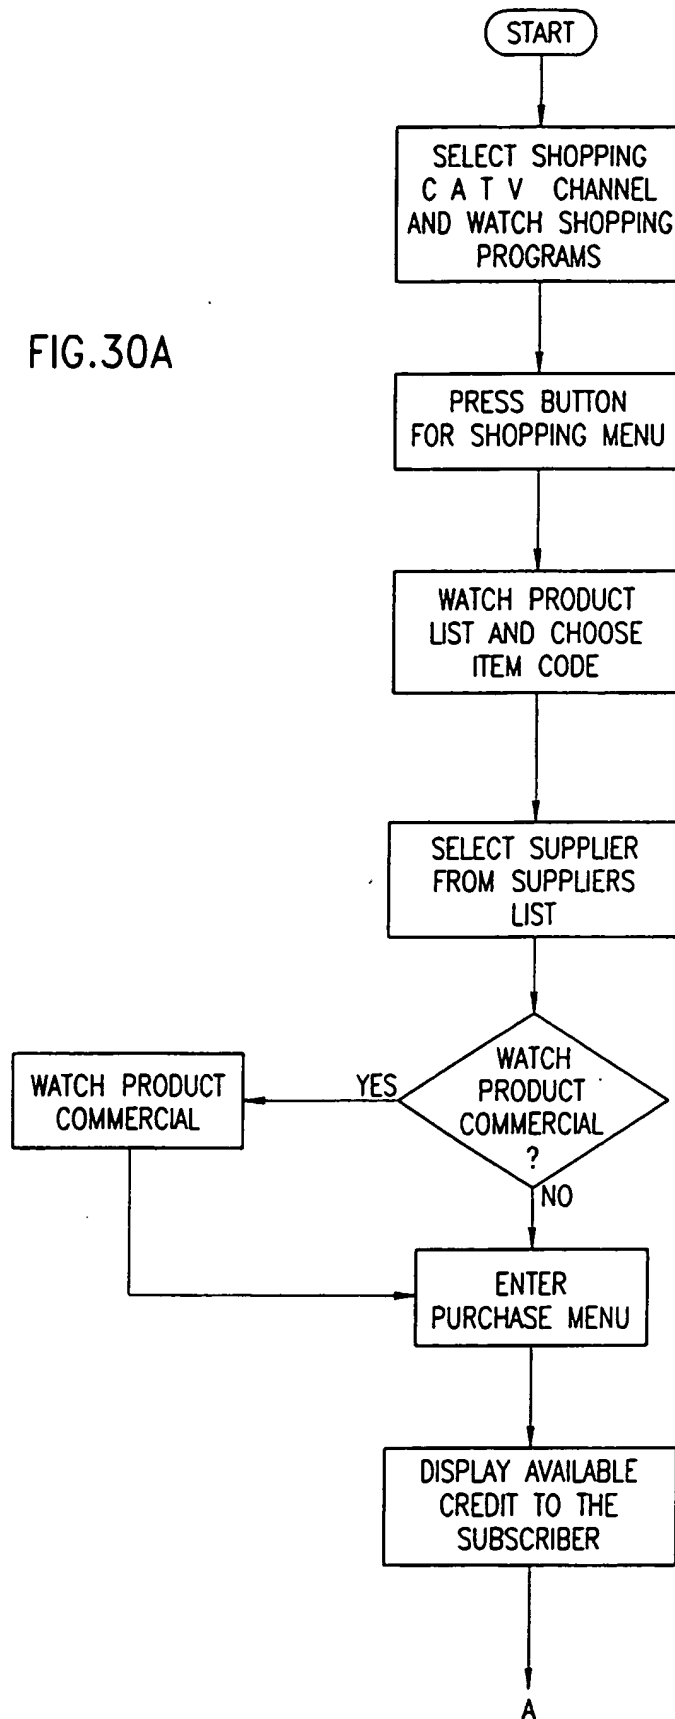 START
SELECT SHOPPING
C A T V CHANNEL
AND WATCH SHOPPING
PROGRAMS
FIG.30A
PRESS BUTTON
FOR SHOPPING MENU
WATCH PRODUCT
LIST AND CHOOSE
ITEM CODE
SELECT SUPPLIER
FROM SUPPLIERS
LIST
WATCH
PRODUCT
COMMERCIAL
?
YES
WATCH PRODUCT
COMMERCIAL
NO
ENTER
PURCHASE MENU
DISPLAY AVAILABLE
CREDIT TO THE
SUBSCRIBER
A